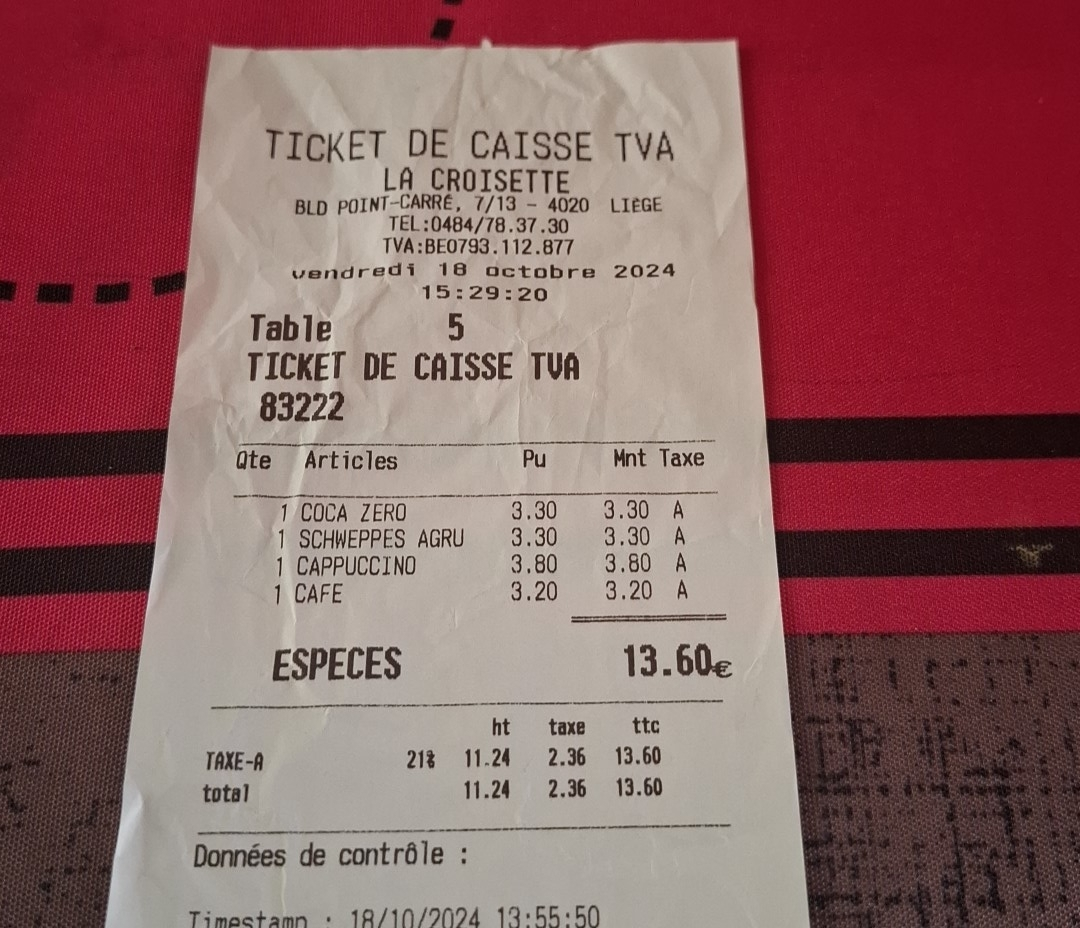 TICKET DE CAISSE TVA
LA CROISETTE
BLD POINT-CARRÉ, 7/13 - 4020 LIÈGE
TEL:0484/78.37.30
TVA:BE0793.112.877
vendredi 18 octobre 2024
15:29:20
Table 5
TICKET DE CAISSE TVA
83222
Qte Articles Pu Mnt Taxe
1 COCA ZERO 3.30 3.30 A
1 SCHWEPPES AGRU 3.30 3.30 A
1 CAPPUCCINO 3.80 3.80 A
1 CAFE 3.20 3.20 A
ESPECES 13.60€
ht taxe ttc
TAXE-A 21% 11.24 2.36 13.60
total 11.24 2.36 13.60
Données de contrôle :
Timestamp : 18/10/2024 13:55:50